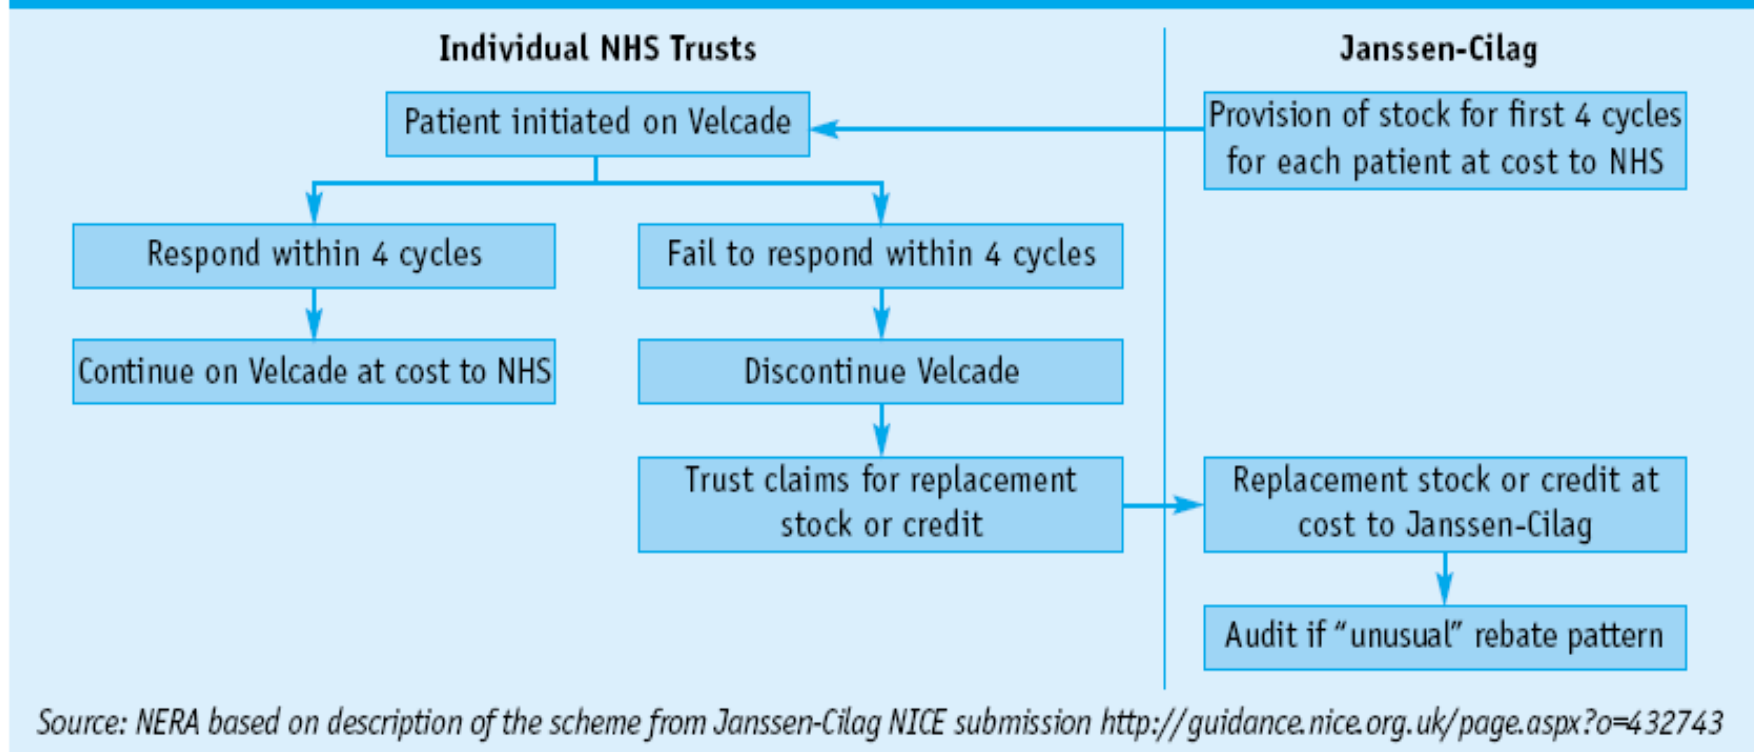 Individual NHS Trusts
Janssen-Cilag
Patient initiated on Velcade
Provision of stock for first 4 cycles
for each patient at cost to NHS
Respond within 4 cycles
Fail to respond within 4 cycles
Continue on Velcade at cost to NHS
Discontinue Velcade
Trust claims for replacement
stock or credit
Replacement stock or credit at
cost to Janssen-Cilag
Audit if “unusual” rebate pattern
Source: NERA based on description of the scheme from Janssen-Cilag NICE submission http://guidance.nice.org.uk/page.aspx?o=432743